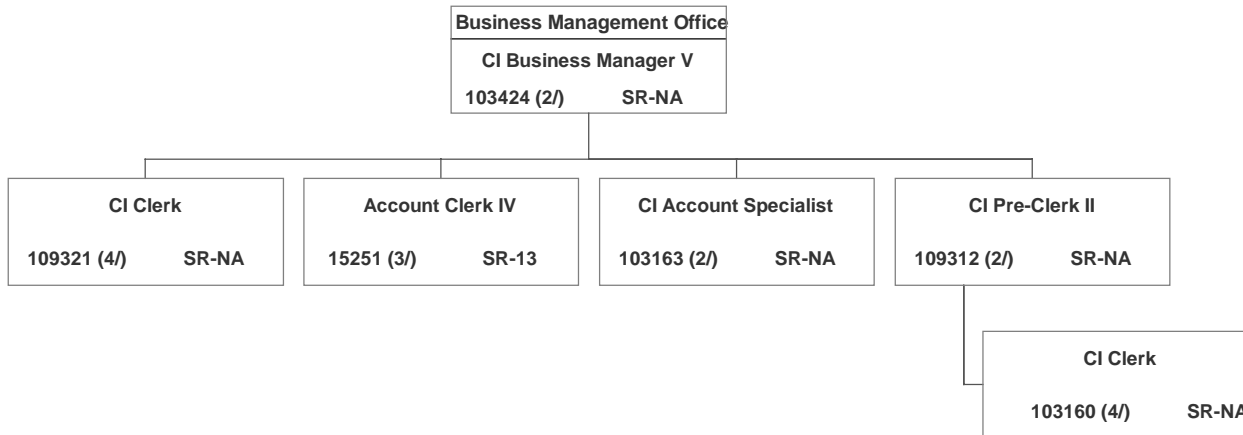 Business Management Office
CI Business Manager V
103424 (2/) SR-NA
CI Clerk
109321 (4/) SR-NA
Account Clerk IV
15251 (3/) SR-13
CI Account Specialist
103163 (2/) SR-NA
CI Pre-Clerk II
109312 (2/) SR-NA
CI Clerk
103160 (4/) SR-NA